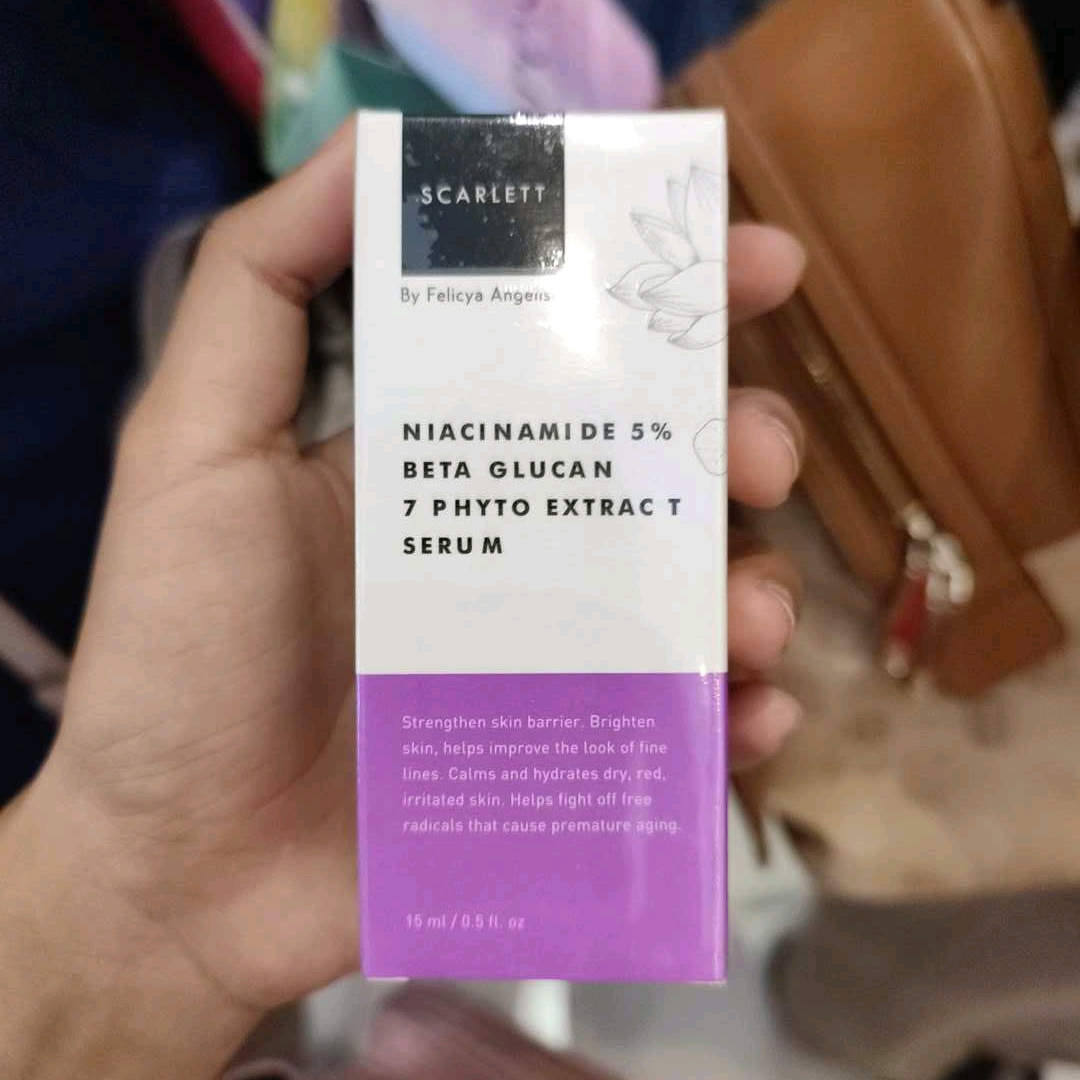 SCARLETT
By Felicya Angelis
NIACINAMIDE 5%
BETA GLUCAN
7 PHYTO EXTRACT
SERUM
Strengthen skin barrier. Brighten
skin, helps improve the look of fine
lines. Calms and hydrates dry, red,
irritated skin. Helps fight off free
radicals that cause premature aging.
15 ml / 0.5 fl. oz